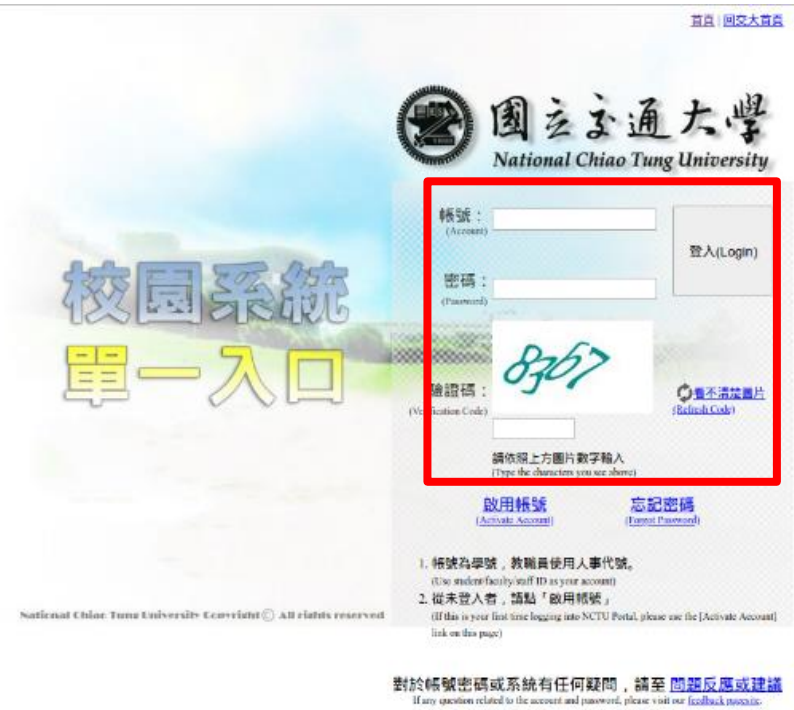 首頁 | 回交大首頁
國立交通大學
National Chiao Tung University
帳號：
(Account)
登入(Login)
密碼：
(Password)
校園系統
單一入口
8367
驗證碼：
(Verification Code)
看不清楚圖片
(Refresh Code)
請依照上方圖片數字輸入
(Type the characters you see above)
啟用帳號
(Activate Account)
忘記密碼
(Forgot Password)
1. 帳號為學號，教職員使用人事代號。
(Use student/faculty/staff ID as your account)
2. 從未登入者，請點「啟用帳號」
(If this is your first time logging into NCTU Portal, please use the [Activate Account]
link on this page)
National Chiao Tung University Copyright© All rights reserved
對於帳號密碼或系統有任何疑問，請至 問題反應或建議
If any question related to the account and password, please visit our feedback pagesite.